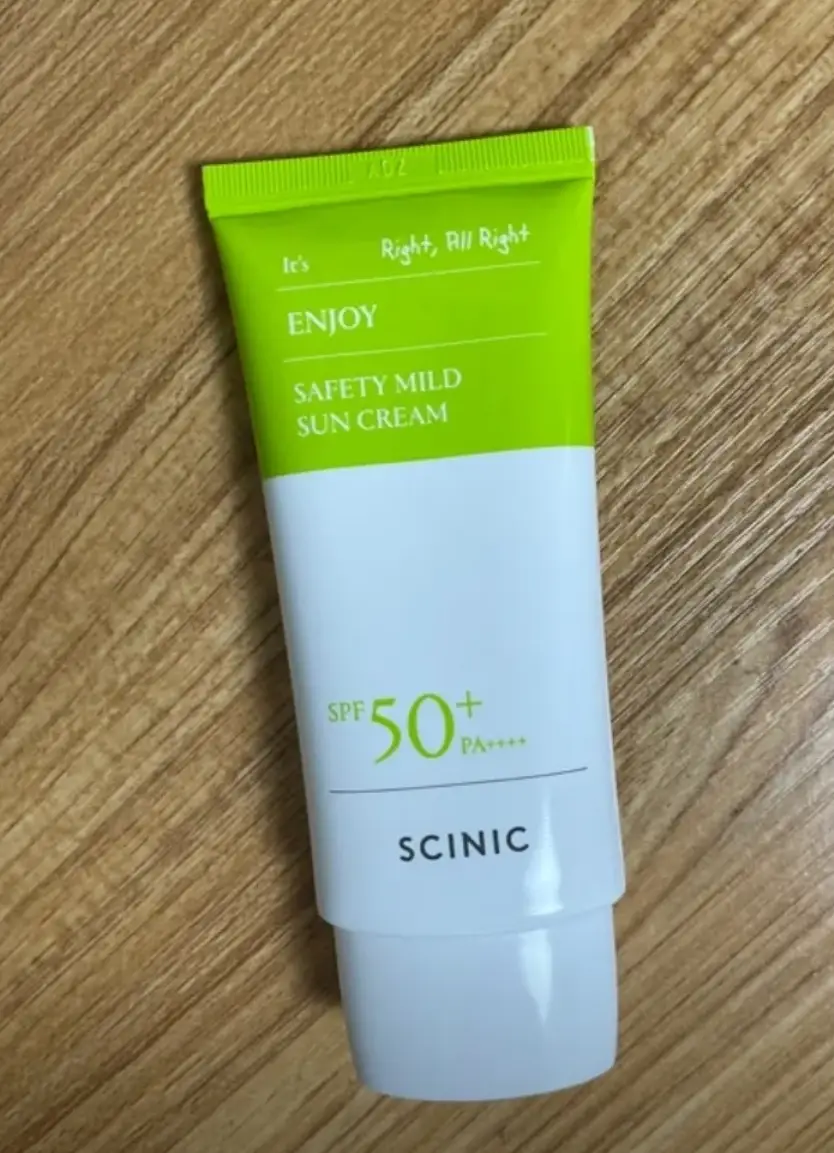 It's Right, All Right
ENJOY
SAFETY MILD
SUN CREAM
SPF 50+
PA++++
SCINIC